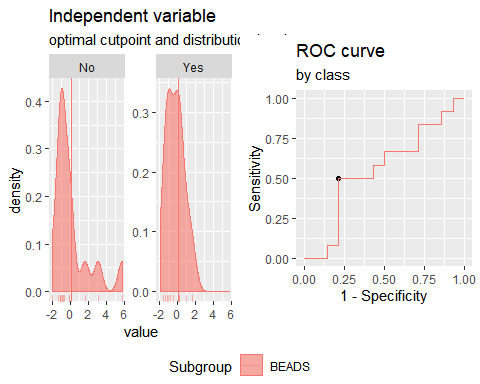 Independent variable
optimal cutpoint and distributio
No
Yes
density
0.0
0.1
0.2
0.3
0.4
0.0
0.1
0.2
0.3
-2 0 2 4 6
-2 0 2 4 6
value
ROC curve
by class
Sensitivity
1.00
0.75
0.50
0.25
0.00
0.00 0.25 0.50 0.75 1.00
1 - Specificity
Subgroup BEADS